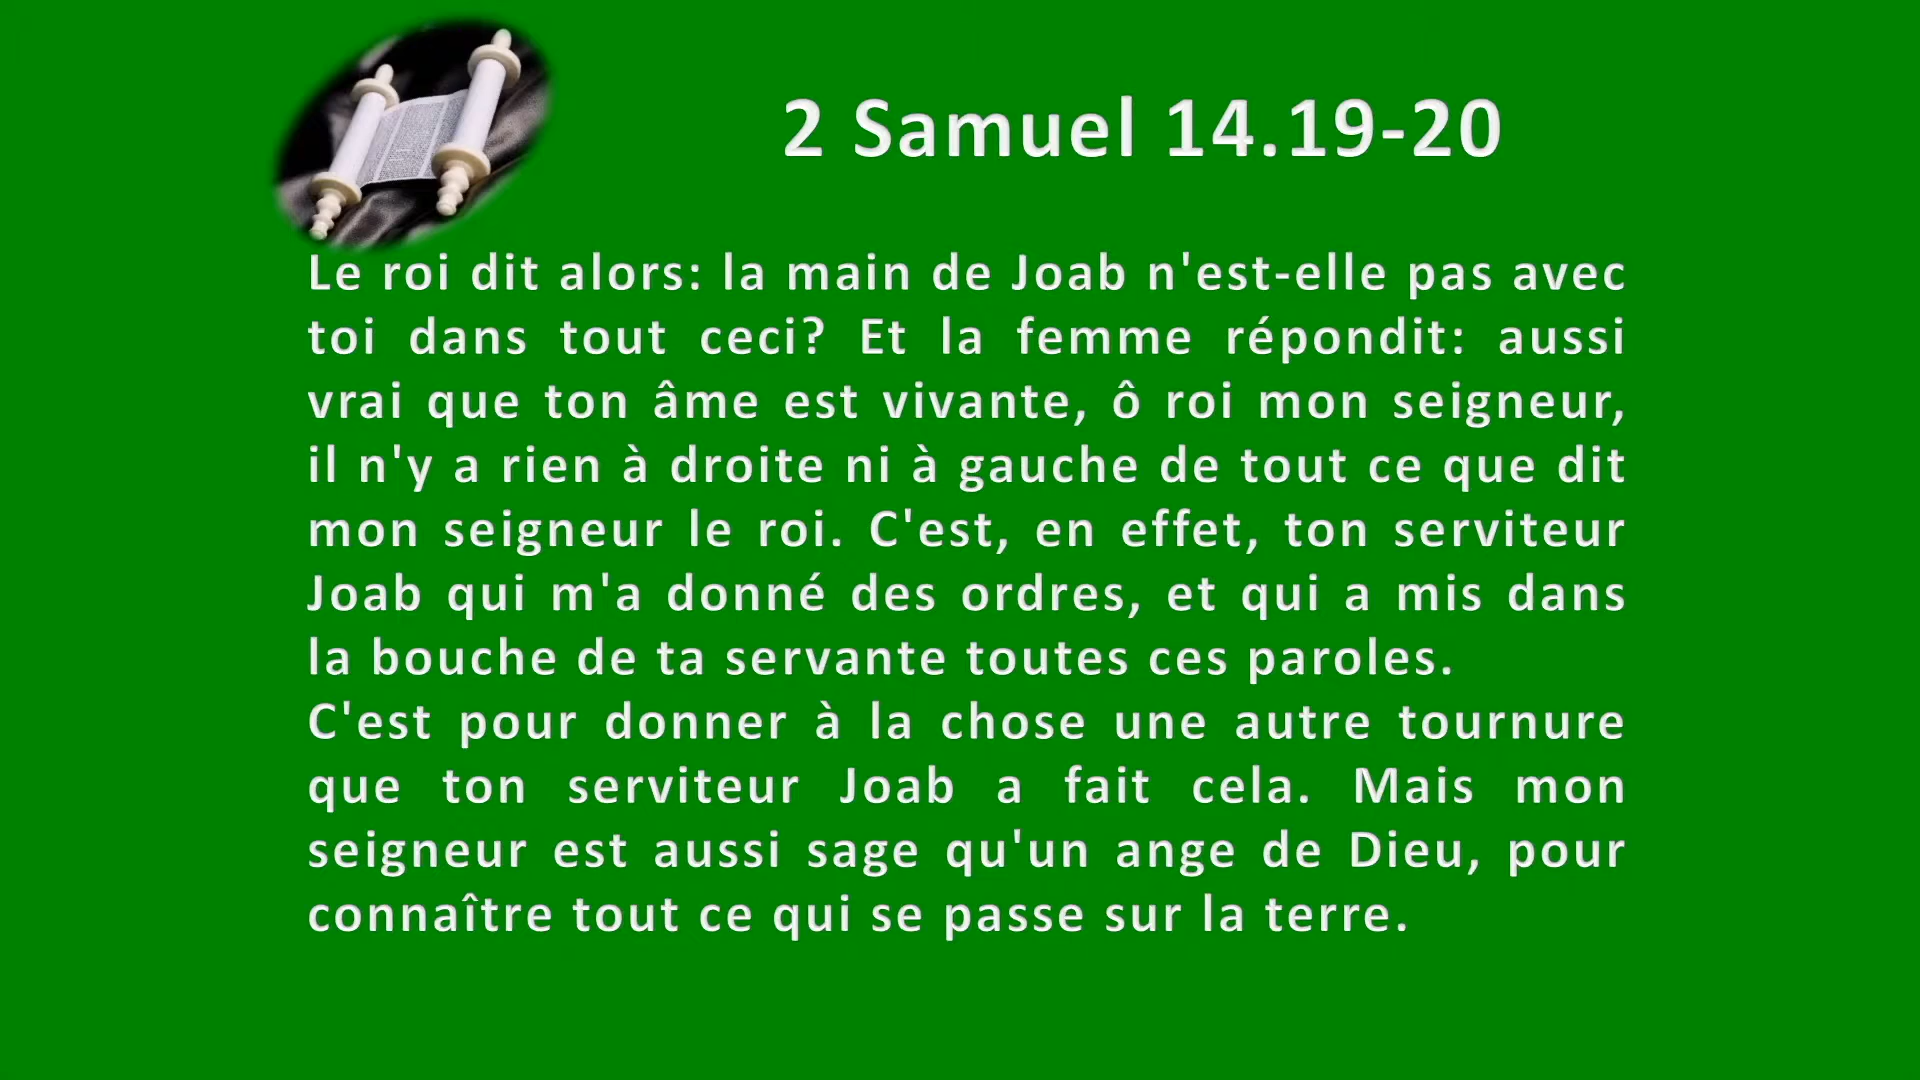 2 Samuel 14.19-20
Le roi dit alors: la main de Joab n'est-elle pas avec
toi dans tout ceci? Et la femme répondit: aussi
vrai que ton âme est vivante, ô roi mon seigneur,
il n'y a rien à droite ni à gauche de tout ce que dit
mon seigneur le roi. C'est, en effet, ton serviteur
Joab qui m'a donné des ordres, et qui a mis dans
la bouche de ta servante toutes ces paroles.
C'est pour donner à la chose une autre tournure
que ton serviteur Joab a fait cela. Mais mon
seigneur est aussi sage qu'un ange de Dieu, pour
connaître tout ce qui se passe sur la terre.